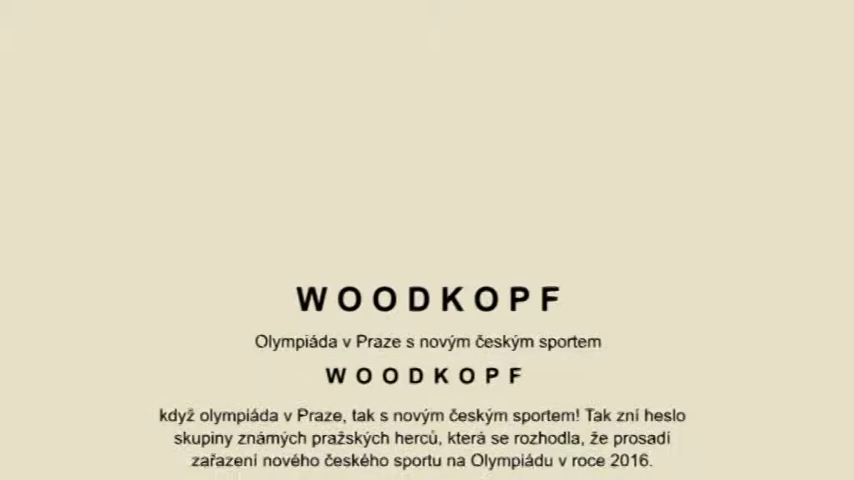 WOODKOPF
Olympiáda v Praze s novým českým sportem
WOODKOPF
když olympiáda v Praze, tak s novým českým sportem! Tak zní heslo
skupiny známých pražských herců, která se rozhodla, že prosadí
zařazení nového českého sportu na Olympiádu v roce 2016.